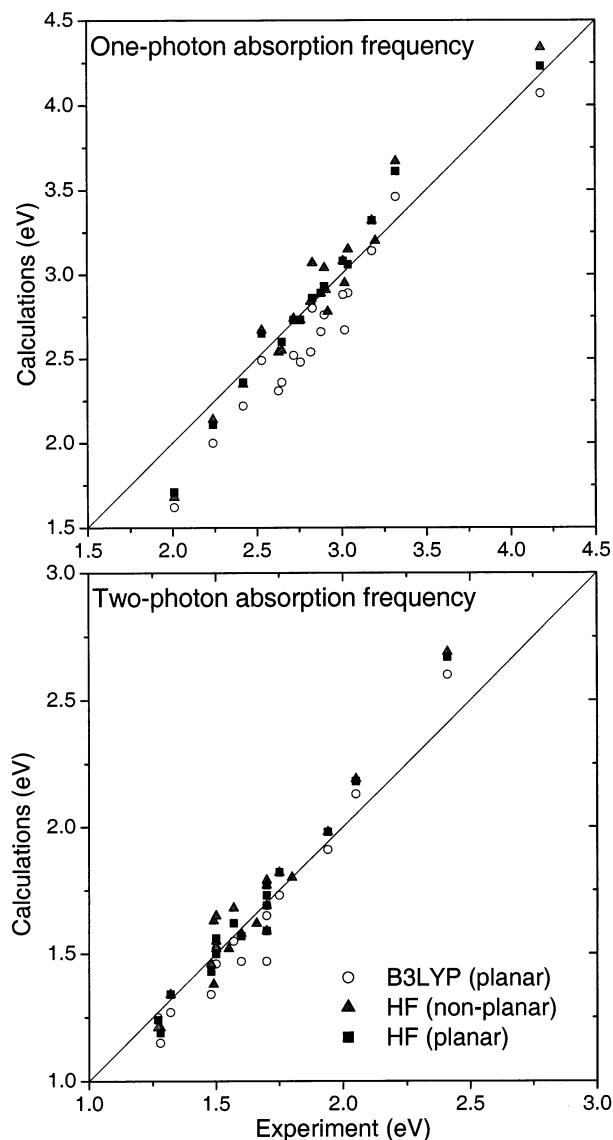 4.5
One-photon absorption frequency
4.0
3.5
3.0
2.5
2.0
1.5
Calculations (eV)
1.5 2.0 2.5 3.0 3.5 4.0 4.5
3.0
Two-photon absorption frequency
2.5
2.0
1.5
1.0
Calculations (eV)
B3LYP (planar)
HF (non-planar)
HF (planar)
1.0 1.5 2.0 2.5 3.0
Experiment (eV)